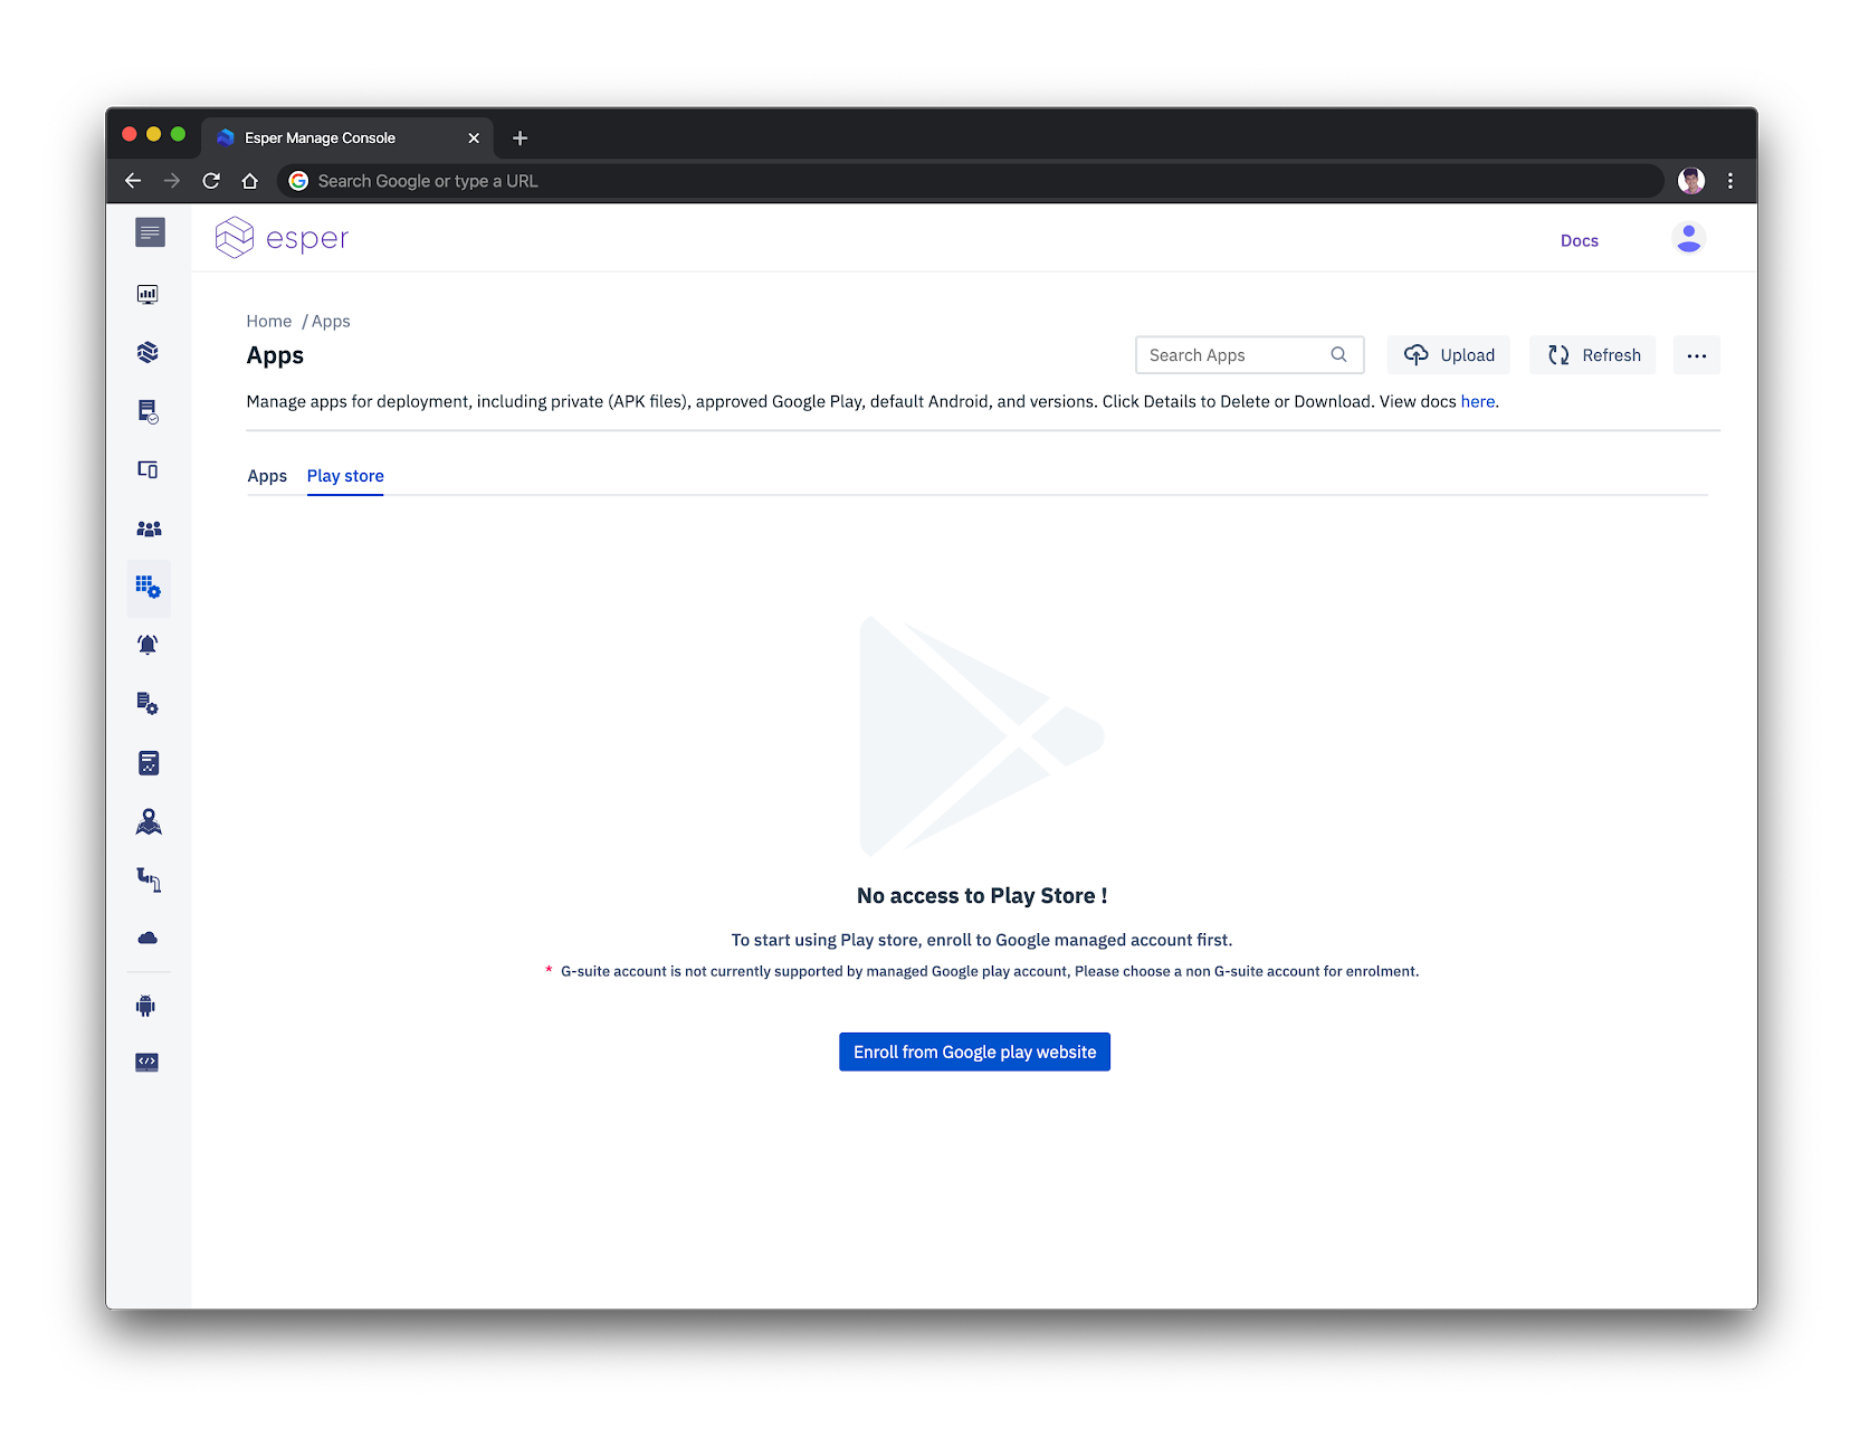 Esper Manage Console
Search Google or type a URL
esper
Docs
Home / Apps
Apps
Search Apps
Upload
Refresh
Manage apps for deployment, including private (APK files), approved Google Play, default Android, and versions. Click Details to Delete or Download. View docs here.
Apps Play store
No access to Play Store !
To start using Play store, enroll to Google managed account first.
* G-suite account is not currently supported by managed Google play account, Please choose a non G-suite account for enrolment.
Enroll from Google play website